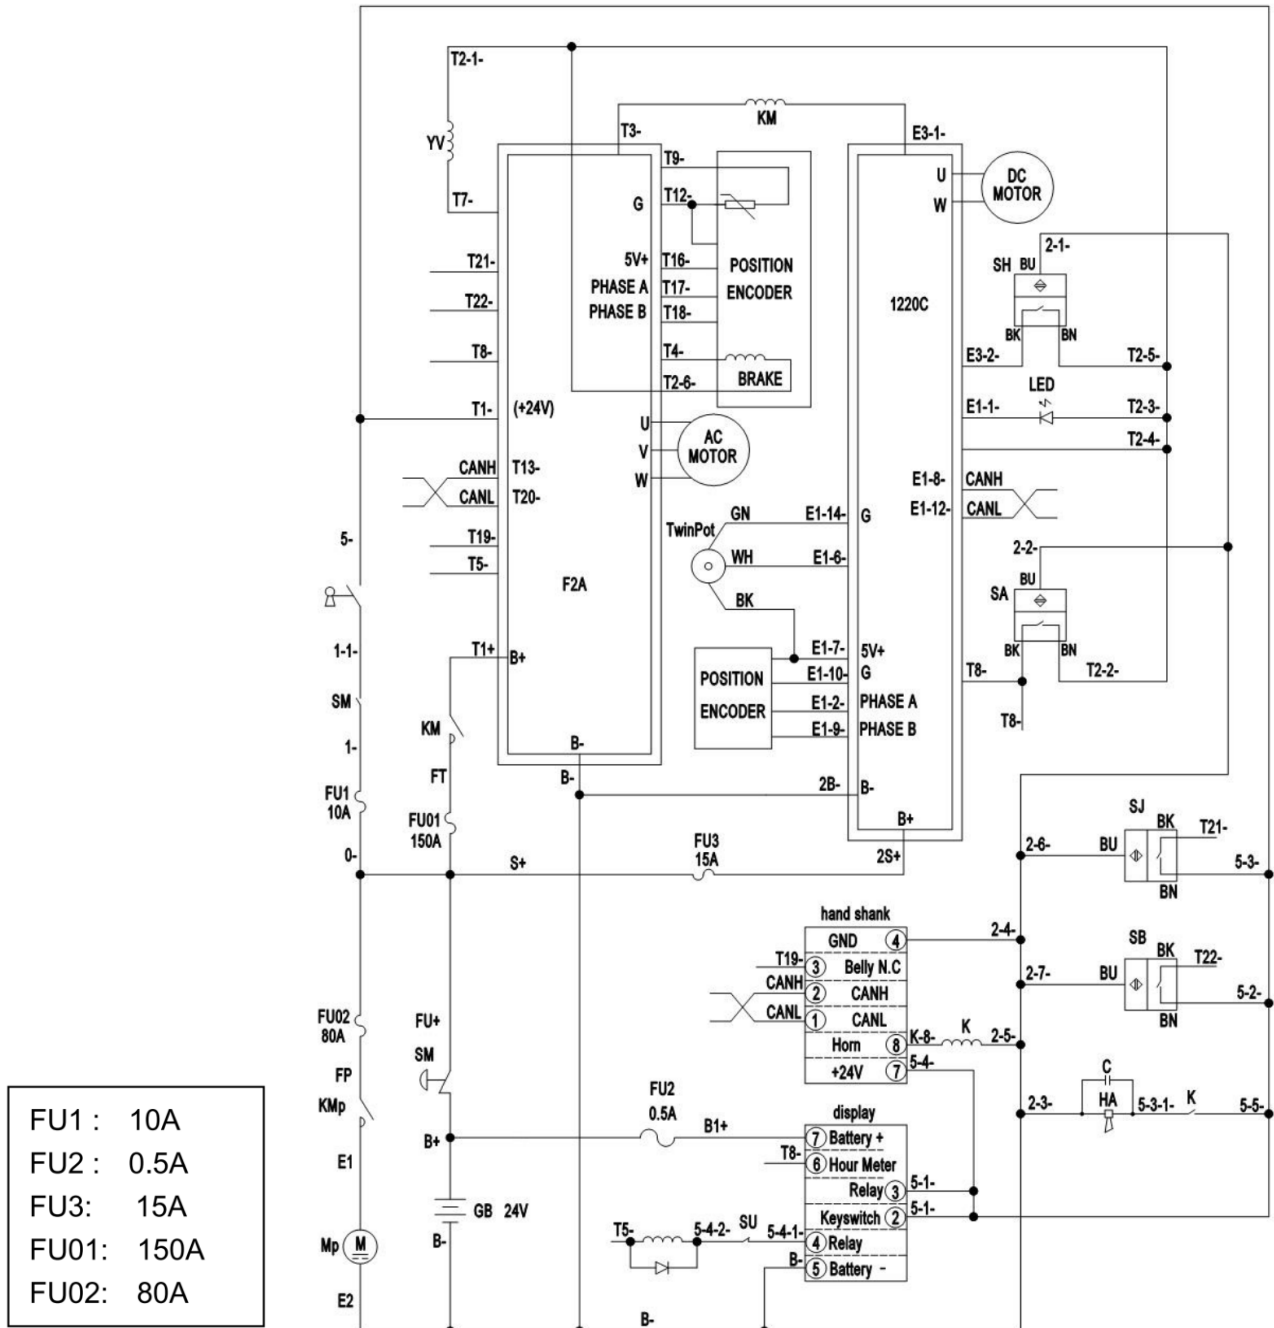 T2-1-
KM
T3-
E3-1-
YV
T9-
U
DC
MOTOR
W
T7-
G
T12-
2-1-
SH
BU
T21-
5V+
T16-
POSITION
ENCODER
PHASE A
T17-
T22-
PHASE B
T18-
1220C
BK
BN
T8-
T4-
E3-2-
T2-5-
BRAKE
T2-6-
LED
T1-
(+24V)
E1-1-
T2-3-
U
AC
MOTOR
V
W
T2-4-
CANH
T13-
CANL
T20-
E1-8-
CANH
E1-12-
CANL
GN
E1-14-
G
TwinPot
5-
T19-
2-2-
WH
E1-6-
T5-
F2A
BU
SA
BK
1-1-
T1+
B+
E1-7-
5V+
BK
BN
POSITION
ENCODER
E1-10-
G
T8-
T2-2-
SM
E1-2-
PHASE A
T8-
KM
E1-9-
PHASE B
1-
B-
FT
B-
2B-
B-
FU1
10A
FU01
150A
B+
SJ
BK
T21-
FU3
15A
2-6-
BU
0-
S+
2S+
5-3-
BN
hand shank
GND
4
2-4-
SB
BK
T22-
T19-
3
Belly N.C
2-7-
BU
CANH
2
CANH
5-2-
CANL
1
CANL
BN
FU02
80A
FU+
Horn
8
K-8-
K
2-5-
SM
+24V
7
5-4-
FP
C
KMp
FU2
0.5A
HA
2-3-
5-3-1-
K
5-5-
display
B+
B1+
7
Battery +
E1
T8-
6
Hour Meter
Relay
3
5-1-
GB 24V
Keyswitch
2
5-1-
Mp
M
B-
T5-
5-4-2-
SU
5-4-1-
4
Relay
B-
5
Battery -
E2
B-
FU1 : 10A
FU2 : 0.5A
FU3: 15A
FU01: 150A
FU02: 80A